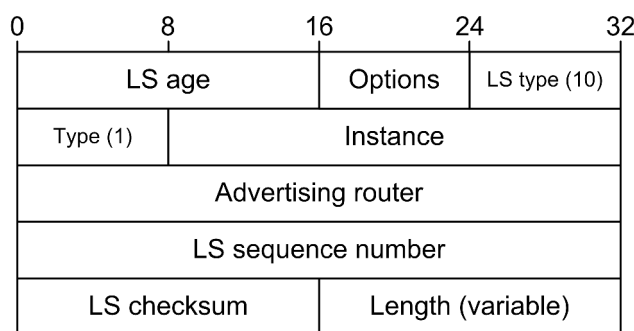 0 8 16 24 32
LS age Options LS type (10)
Type (1) Instance
Advertising router
LS sequence number
LS checksum Length (variable)